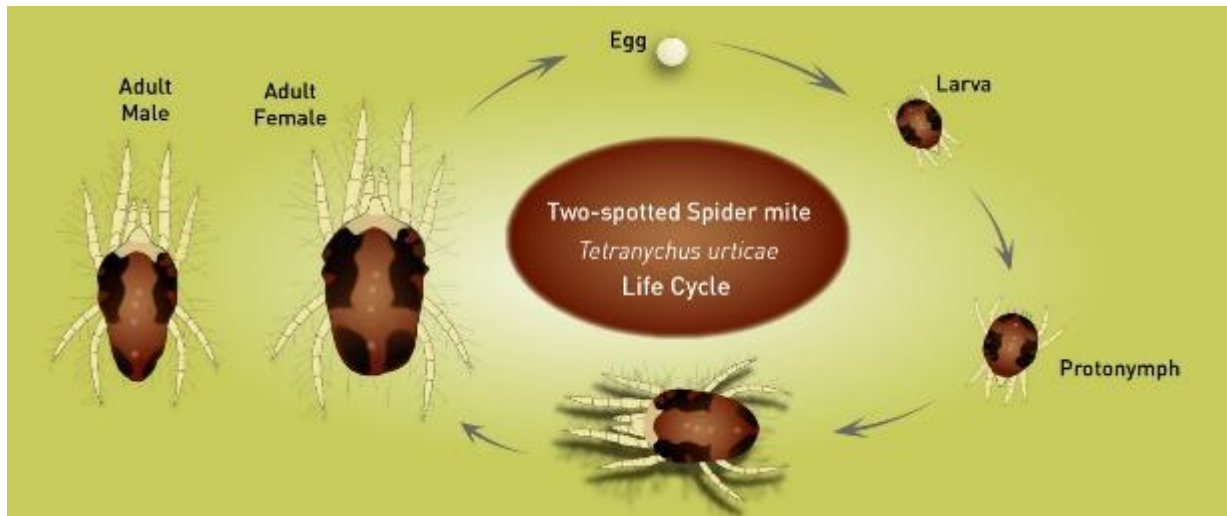 Egg
Larva
Adult
Male
Adult
Female
Two-spotted Spider mite
Tetranychus urticae
Life Cycle
Protonymph